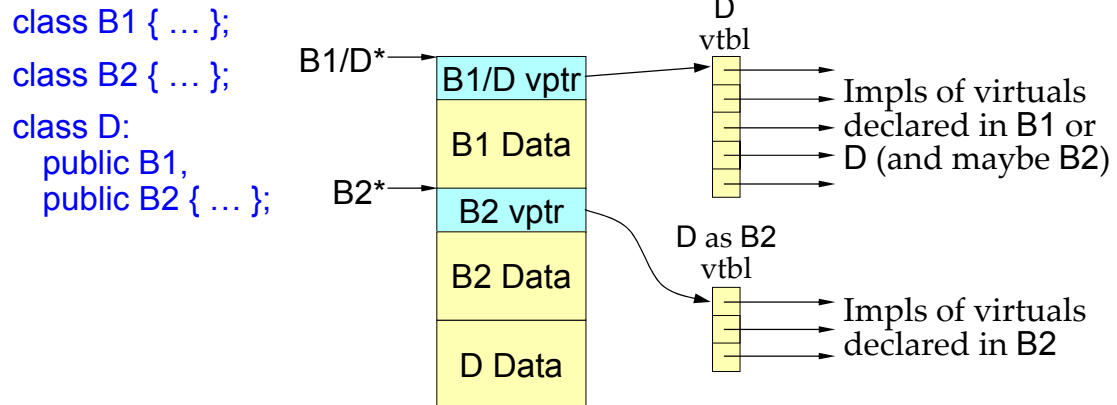 class B1 { … };
class B2 { … };
class D:
public B1,
public B2 { … };
B1/D*
B2*
B1/D vptr
B1 Data
B2 vptr
B2 Data
D Data
D
vtbl
Impls of virtuals
declared in B1 or
D (and maybe B2)
D as B2
vtbl
Impls of virtuals
declared in B2